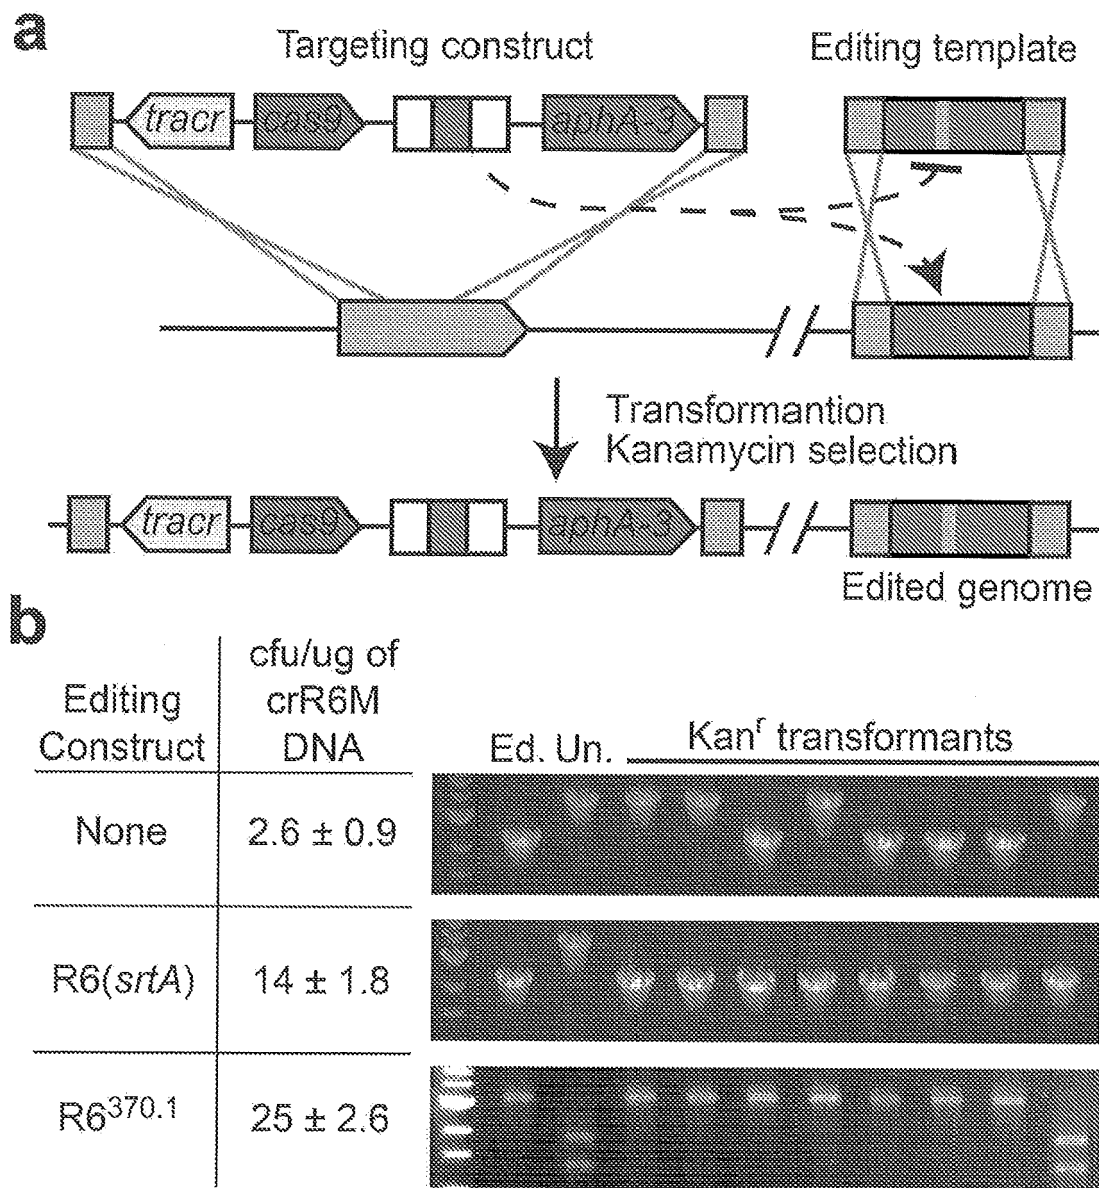 a
Targeting construct
Editing template
tracr
cas9
aphA-3
Transformantion
Kanamycin selection
tracr
cas9
aphA-3
Edited genome
b
Editing Construct
cfu/ug of crR6M DNA
Ed. Un. Kanʳ transformants
None 2.6 ± 0.9
R6(srtA) 14 ± 1.8
R6³⁷⁰·¹ 25 ± 2.6